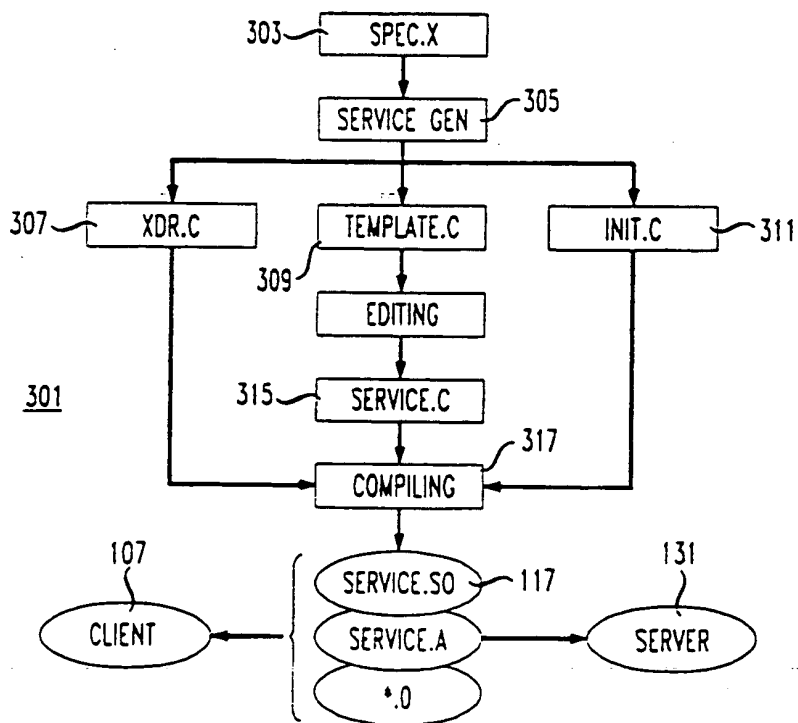 303
SPEC.X
305
SERVICE GEN
307
XDR.C
TEMPLATE.C
INIT.C
311
309
EDITING
301
315
SERVICE.C
317
COMPILING
107
SERVICE.SO
117
131
CLIENT
SERVICE.A
SERVER
*.O